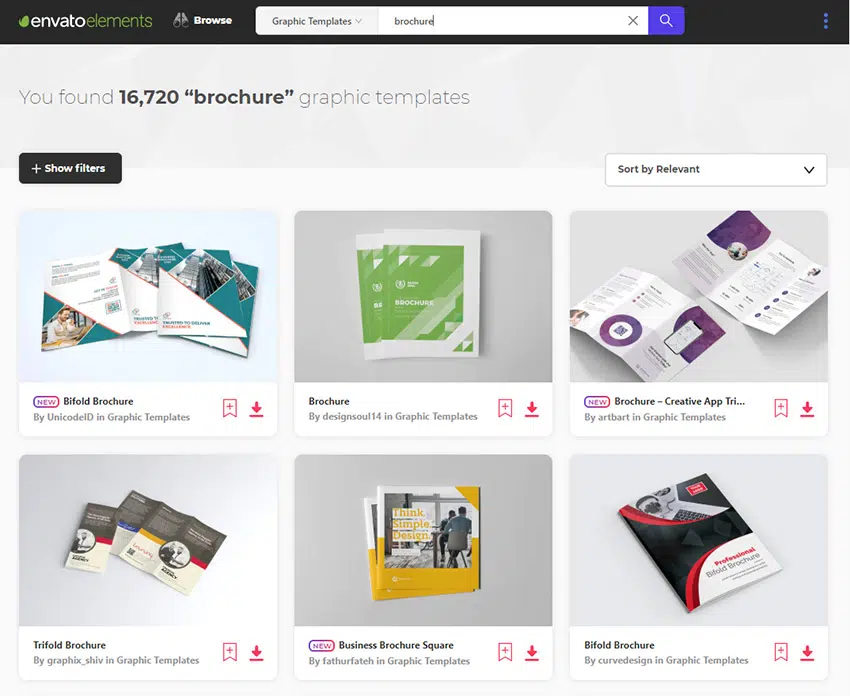 envatoelements
Browse
Graphic Templates
brochure
You found 16,720 “brochure” graphic templates
+ Show filters
Sort by Relevant
TRUSTED TO DELIVER
EXCELLENCE
BROCHURE
NEW Bifold Brochure
By UnicodeID in Graphic Templates
Brochure
By designsoul14 in Graphic Templates
NEW Brochure – Creative App Tri...
By artbart in Graphic Templates
AGENCY
Think.
Simple
Design.
Professional
Bifold Brochure
Trifold Brochure
By graphix_shiv in Graphic Templates
NEW Business Brochure Square
By fathurfateh in Graphic Templates
Bifold Brochure
By curvedesign in Graphic Templates